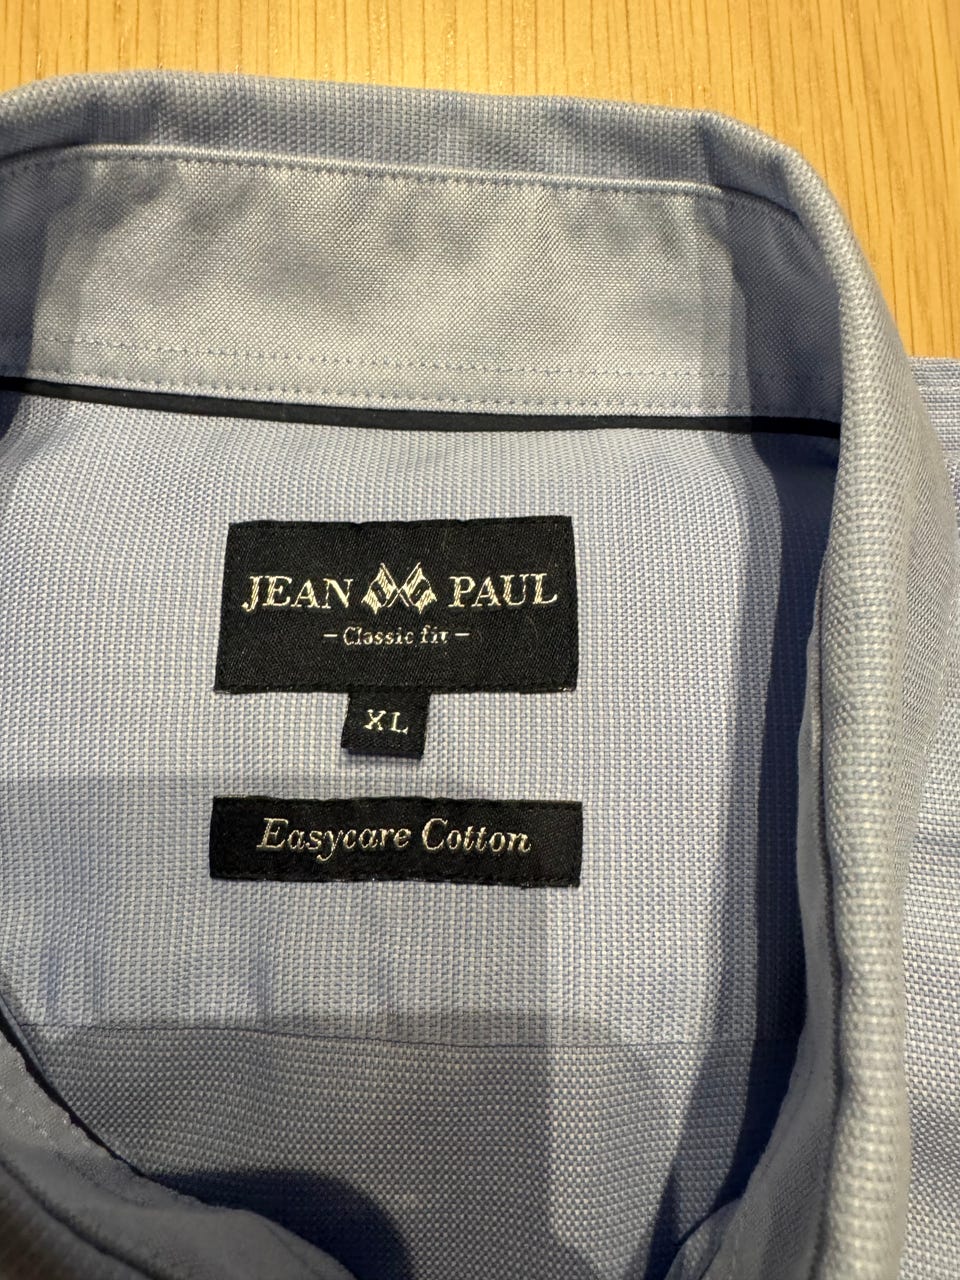 JEAN PAUL
- Classic fit -
XL
Easycare Cotton